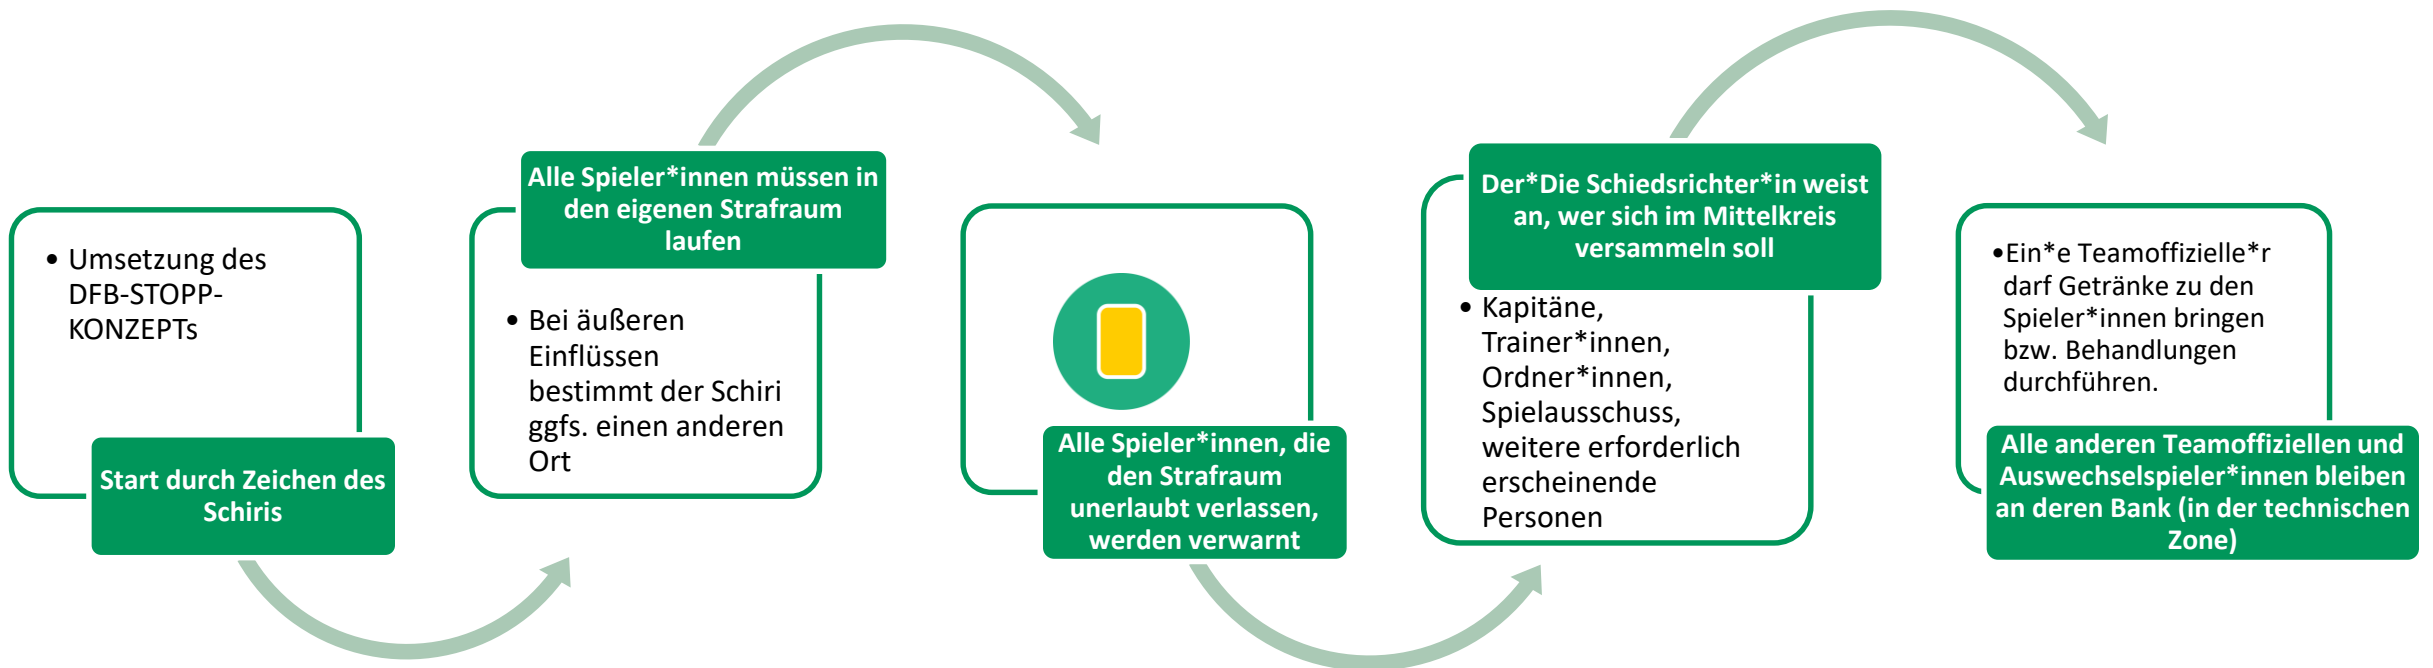 • Umsetzung des
DFB-STOPP-
KONZEPTs
Start durch Zeichen des
Schiris
Alle Spieler*innen müssen in
den eigenen Strafraum
laufen
• Bei äußeren
Einflüssen
bestimmt der Schiri
ggfs. einen anderen
Ort
Alle Spieler*innen, die
den Strafraum
unerlaubt verlassen,
werden verwarnt
Der*Die Schiedsrichter*in weist
an, wer sich im Mittelkreis
versammeln soll
• Kapitäne,
Trainer*innen,
Ordner*innen,
Spielausschuss,
weitere erforderlich
erscheinende
Personen
•Ein*e Teamoffizielle*r
darf Getränke zu den
Spieler*innen bringen
bzw. Behandlungen
durchführen.
Alle anderen Teamoffiziellen und
Auswechselspieler*innen bleiben
an deren Bank (in der technischen
Zone)